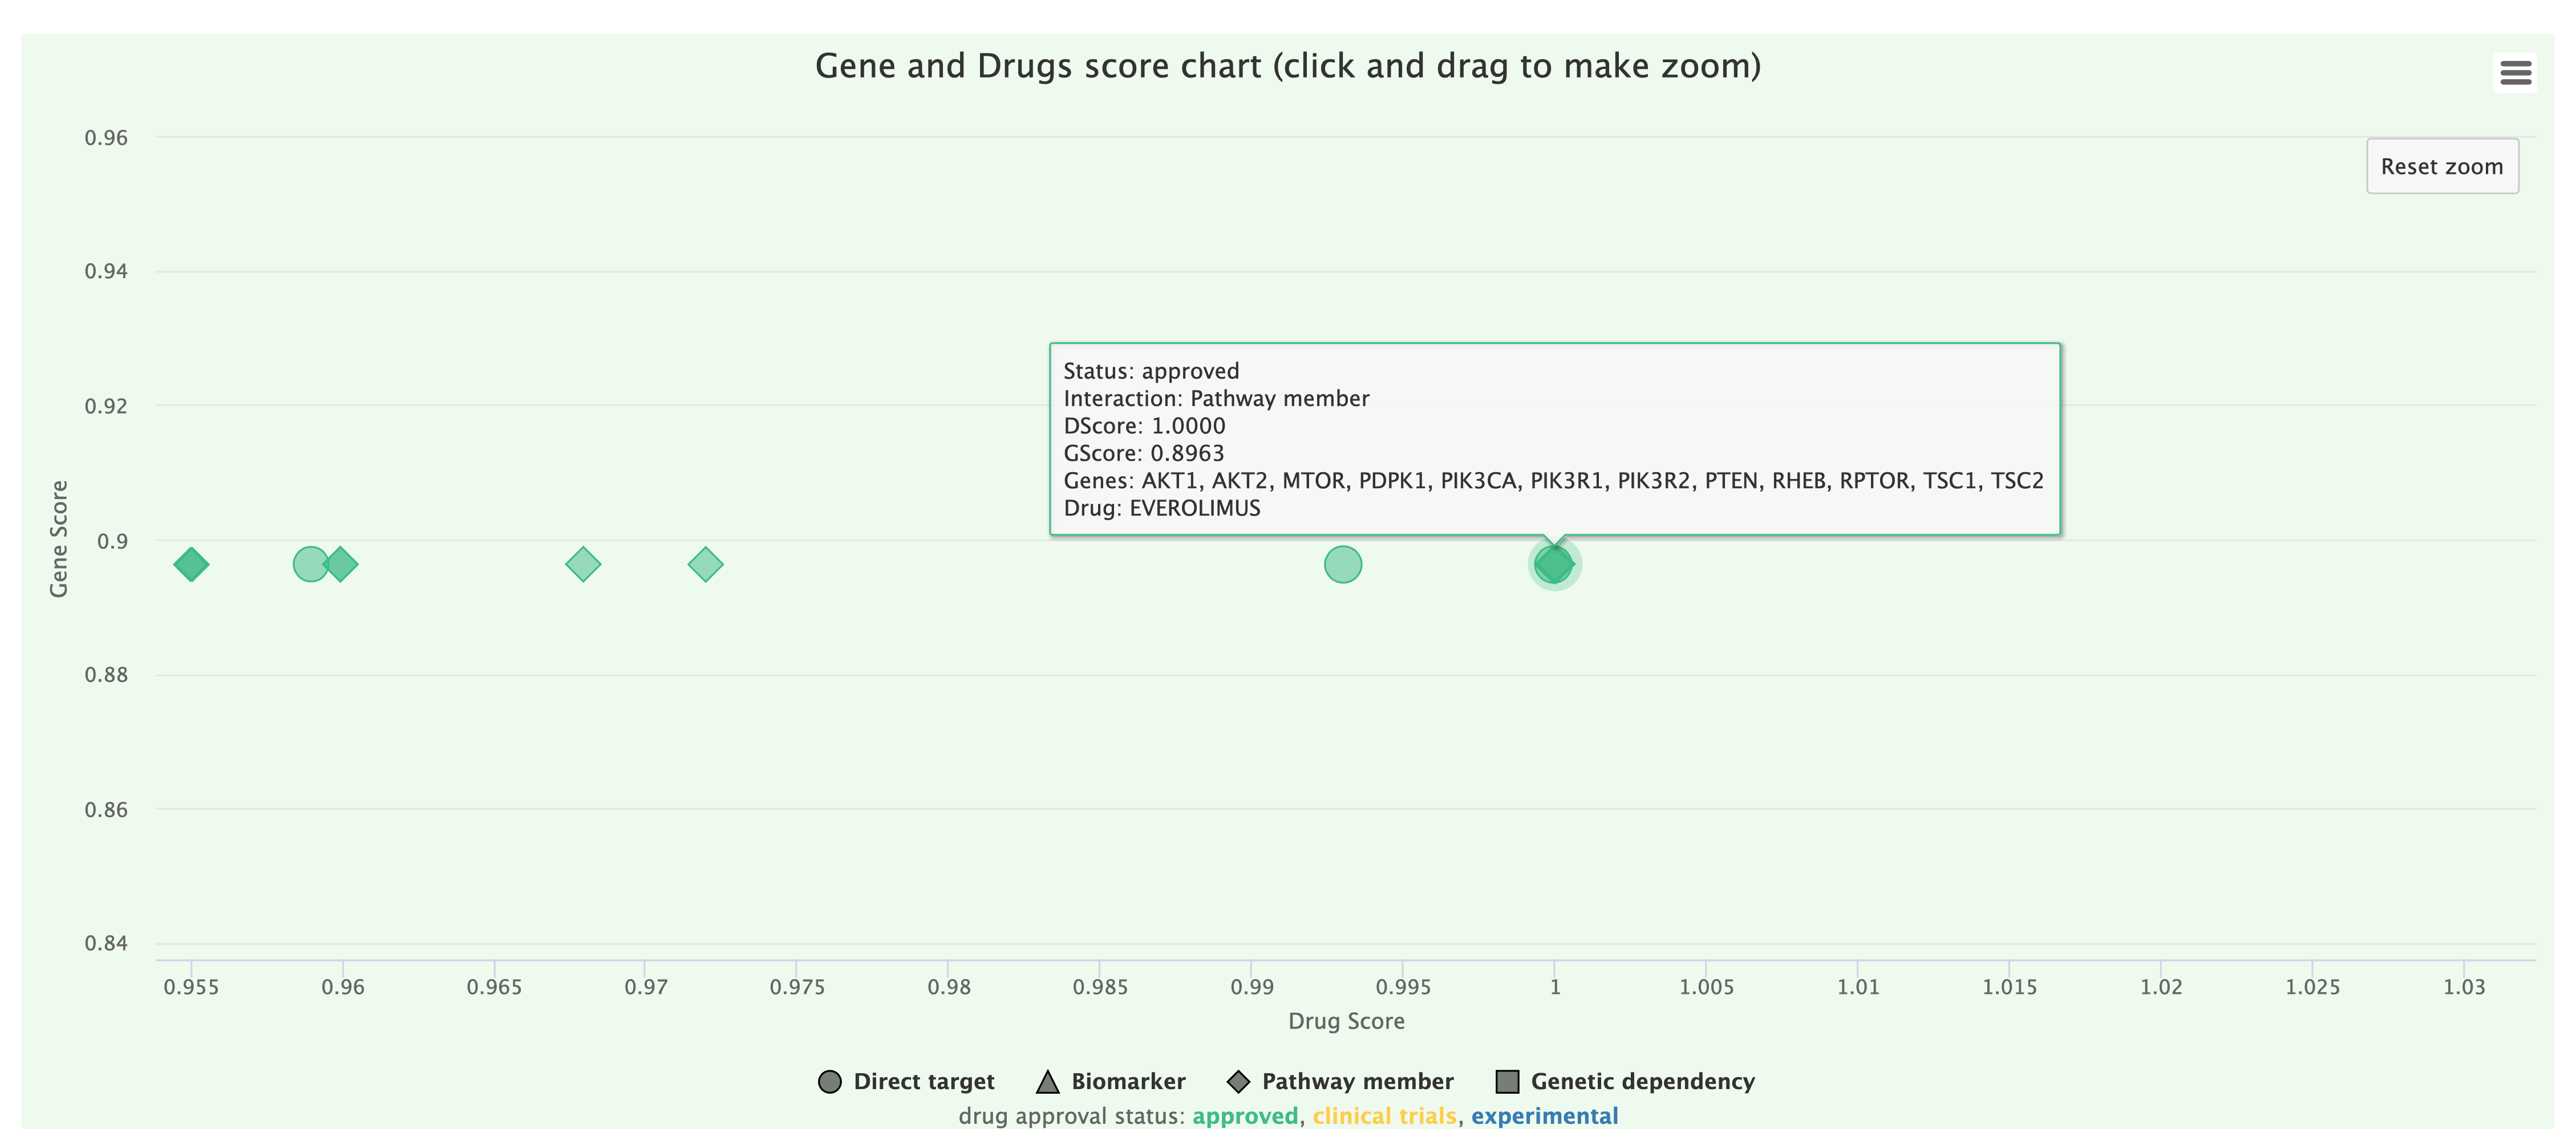 Gene and Drugs score chart (click and drag to make zoom)
0.96
Reset zoom
0.94
0.92
0.9
0.88
0.86
0.84
Gene Score
Status: approved
Interaction: Pathway member
DScore: 1.0000
GScore: 0.8963
Genes: AKT1, AKT2, MTOR, PDPK1, PIK3CA, PIK3R1, PIK3R2, PTEN, RHEB, RPTOR, TSC1, TSC2
Drug: EVEROLIMUS
0.955 0.96 0.965 0.97 0.975 0.98 0.985 0.99 0.995 1 1.005 1.01 1.015 1.02 1.025 1.03
Drug Score
Direct target Biomarker Pathway member Genetic dependency
drug approval status: approved, clinical trials, experimental